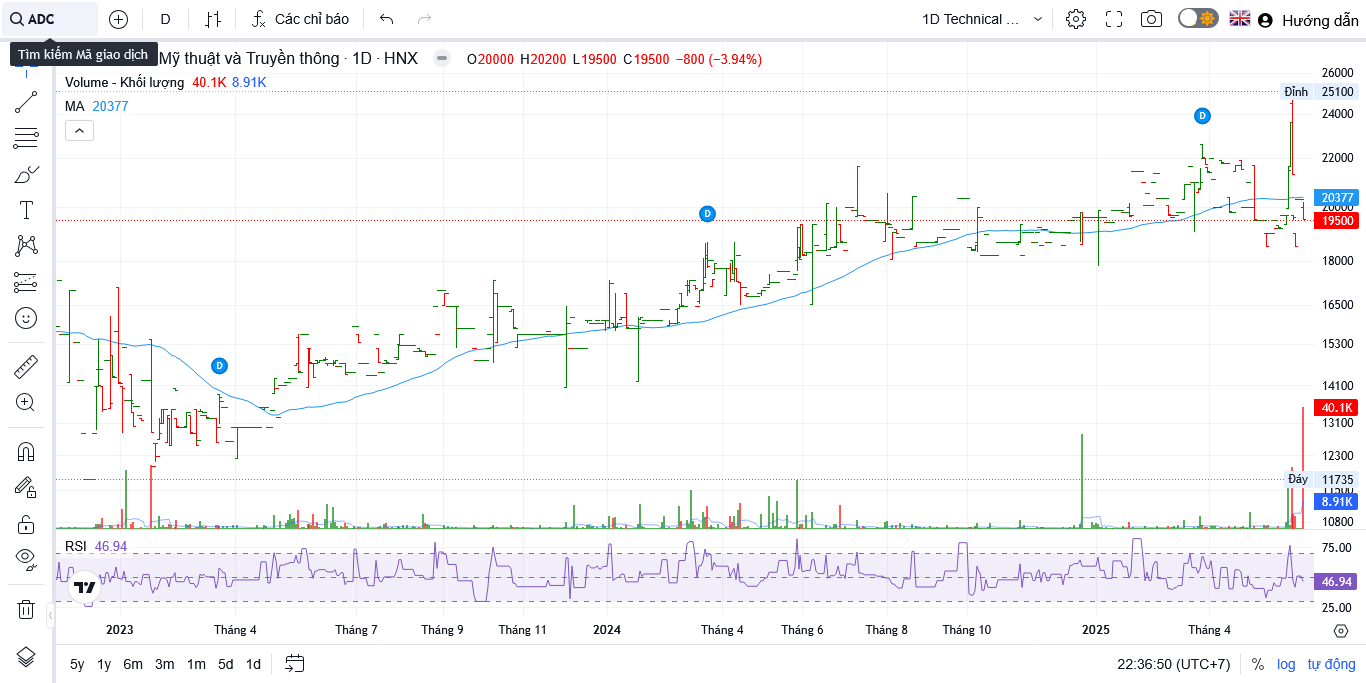 ADC D Các chỉ báo 1D Technical ... Hướng dẫn
Tìm kiếm Mã giao dịch
Mỹ thuật và Truyền thông · 1D · HNX O20000 H20200 L19500 C19500 −800 (−3.94%)
Volume - Khối lượng 40.1K 8.91K
MA 20377
26000
Đỉnh 25100
24000
D
22000
20377
20000
D
19500
18000
16500
15300
D
14100
40.1K
13100
12300
Đáy 11735
8.91K
10800
RSI 46.94
75.00
46.94
25.00
2023 Tháng 4 Tháng 7 Tháng 9 Tháng 11 2024 Tháng 4 Tháng 6 Tháng 8 Tháng 10 2025 Tháng 4
5y 1y 6m 3m 1m 5d 1d 22:36:50 (UTC+7) % log tự động